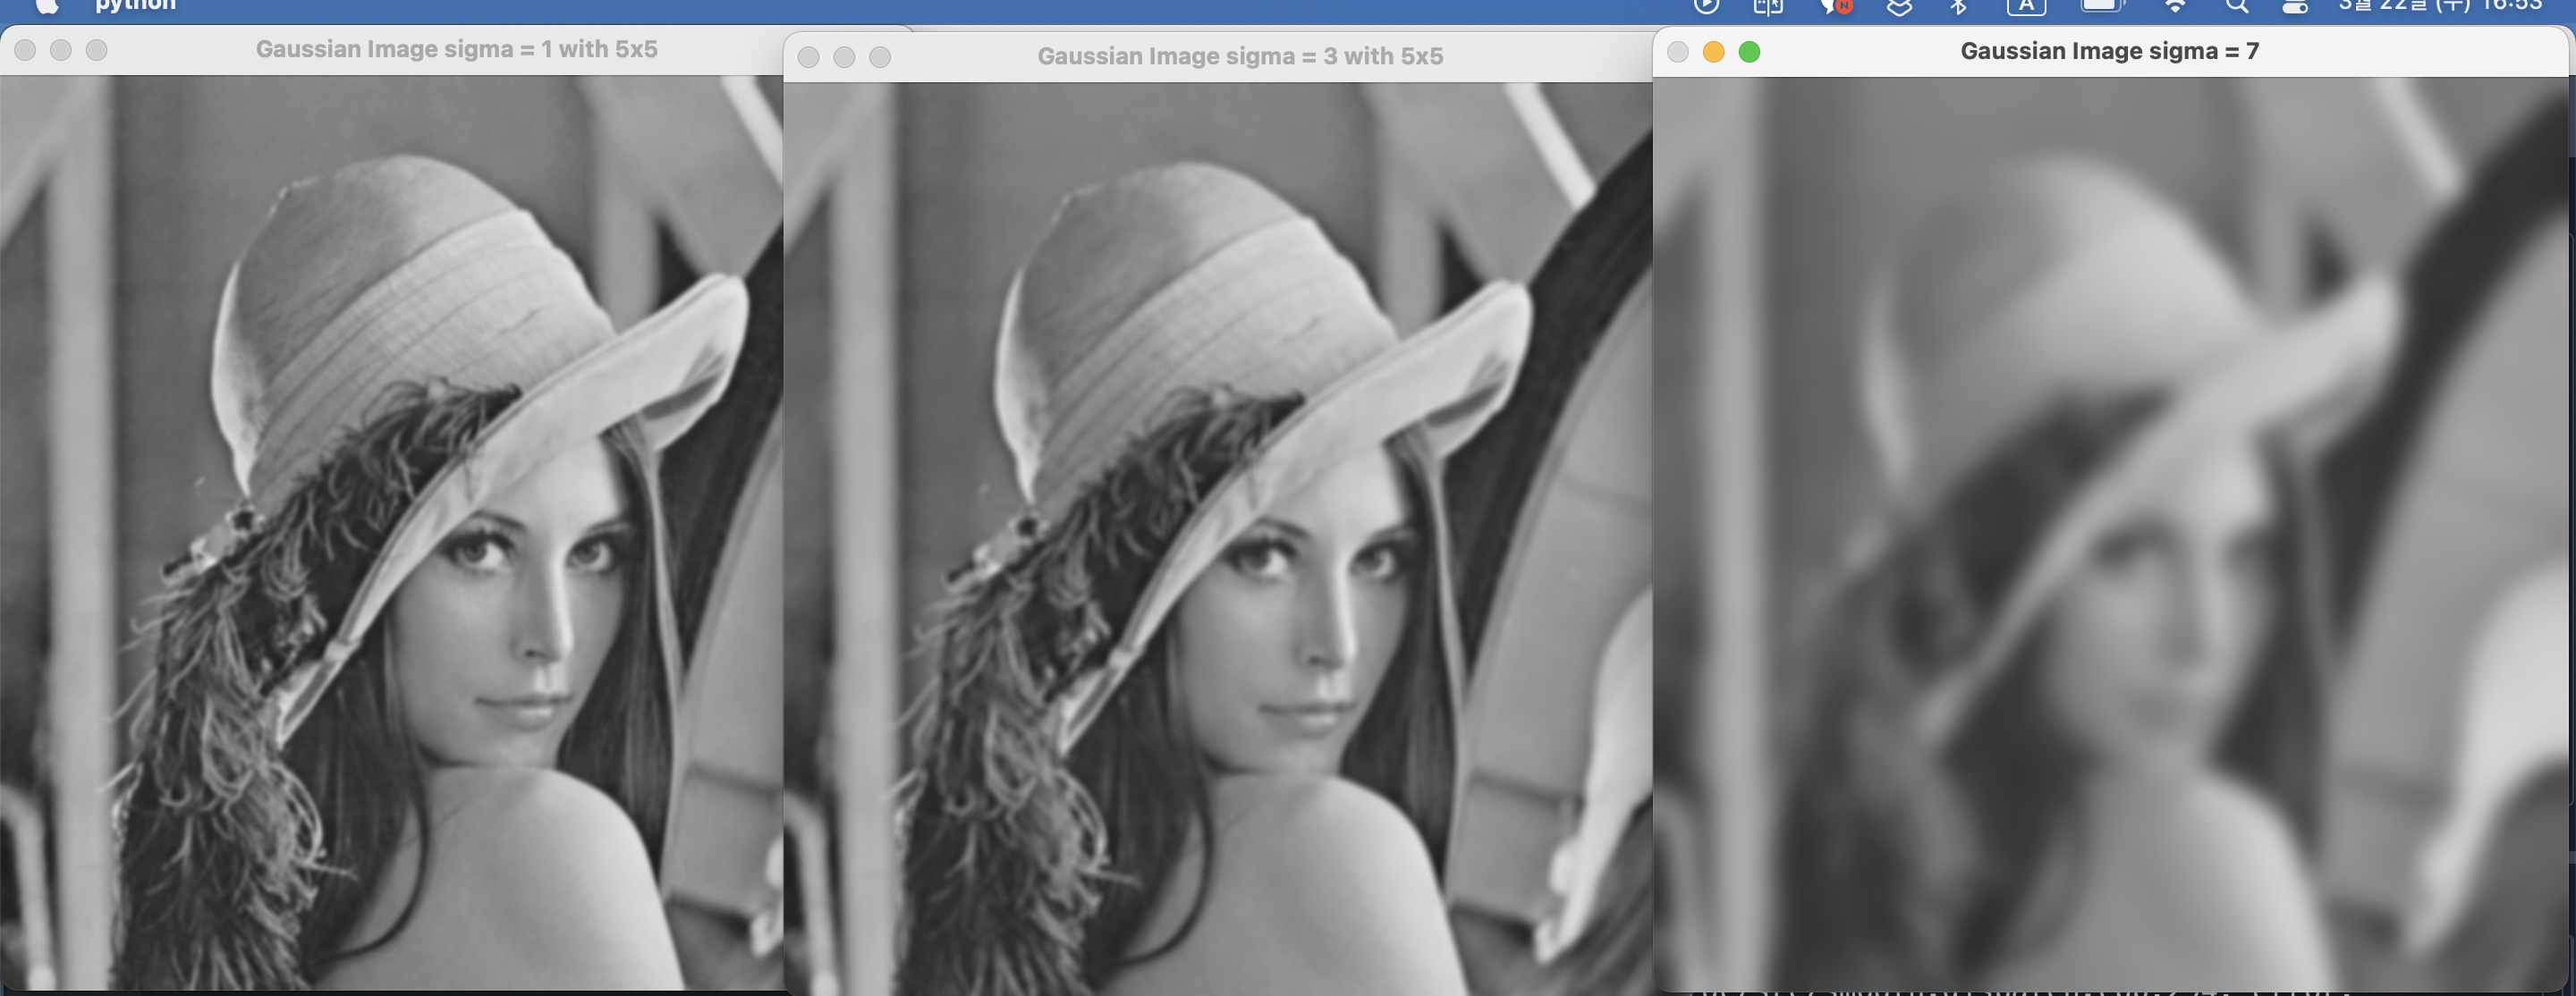 python
A
3월 22일 (수) 16:53
Gaussian Image sigma = 1 with 5x5
Gaussian Image sigma = 3 with 5x5
Gaussian Image sigma = 7